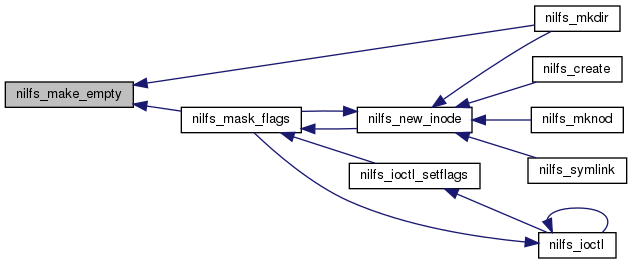 nilfs_mkdir
nilfs_create
nilfs_make_empty
nilfs_mask_flags
nilfs_new_inode
nilfs_mknod
nilfs_symlink
nilfs_ioctl_setflags
nilfs_ioctl